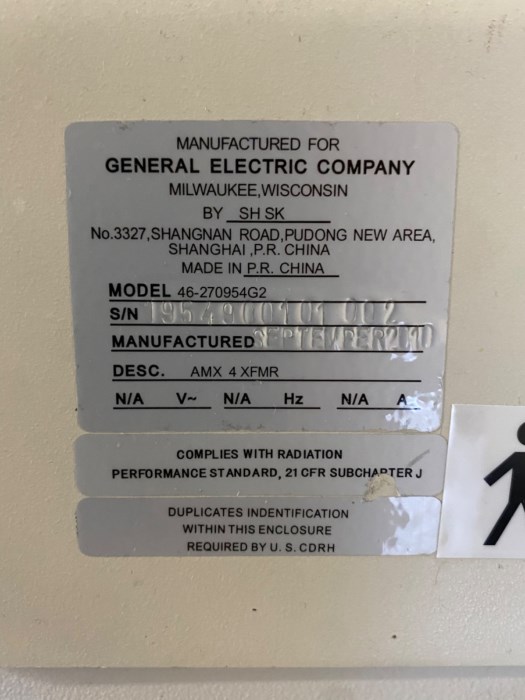 MANUFACTURED FOR
GENERAL ELECTRIC COMPANY
MILWAUKEE,WISCONSIN
BY SH SK
No.3327,SHANGNAN ROAD,PUDONG NEW AREA,
SHANGHAI ,P.R. CHINA
MADE IN P.R. CHINA
MODEL 46-270954G2
S/N
MANUFACTURED SEPTEMBER
DESC. AMX 4 XFMR
N/A V~ N/A Hz N/A A
COMPLIES WITH RADIATION
PERFORMANCE STANDARD, 21 CFR SUBCHAPTER J
DUPLICATES INDENTIFICATION
WITHIN THIS ENCLOSURE
REQUIRED BY U. S. CDRH